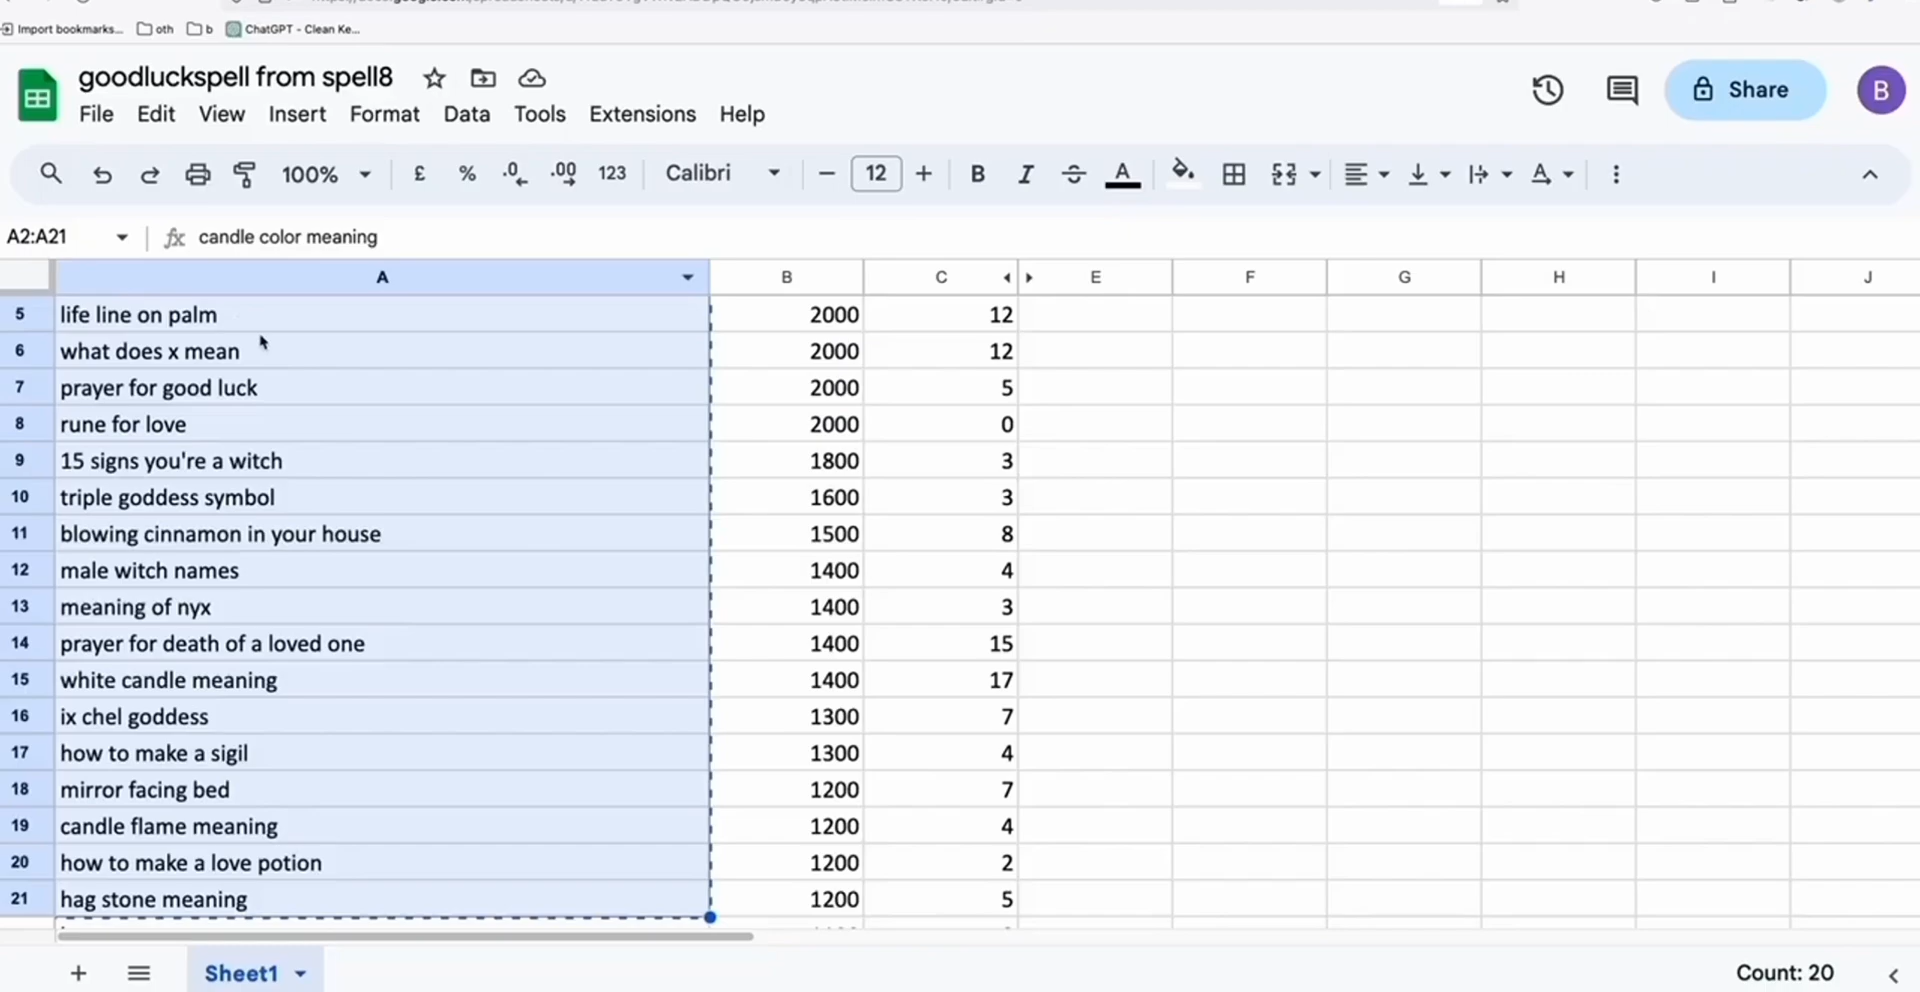 Import bookmarks... oth b ChatGPT - Clean Ke...
goodluckspell from spell8
Share B
File Edit View Insert Format Data Tools Extensions Help
100% £ % .0 .00 123 Calibri 12 B I S A
A2:A21 fx candle color meaning
A B C E F G H I J
5 life line on palm 2000 12
6 what does x mean 2000 12
7 prayer for good luck 2000 5
8 rune for love 2000 0
9 15 signs you're a witch 1800 3
10 triple goddess symbol 1600 3
11 blowing cinnamon in your house 1500 8
12 male witch names 1400 4
13 meaning of nyx 1400 3
14 prayer for death of a loved one 1400 15
15 white candle meaning 1400 17
16 ix chel goddess 1300 7
17 how to make a sigil 1300 4
18 mirror facing bed 1200 7
19 candle flame meaning 1200 4
20 how to make a love potion 1200 2
21 hag stone meaning 1200 5
Sheet1 Count: 20